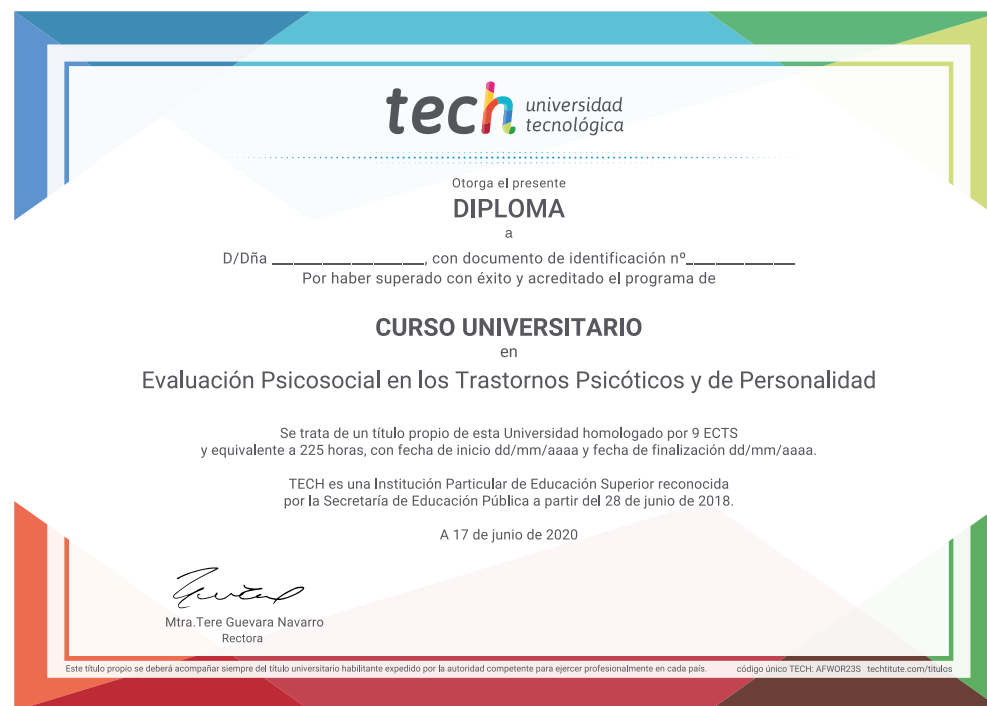 tech universidad
tecnológica
Otorga el presente
DIPLOMA
a
D/Dña ________________, con documento de identificación nº____________
Por haber superado con éxito y acreditado el programa de
CURSO UNIVERSITARIO
en
Evaluación Psicosocial en los Trastornos Psicóticos y de Personalidad
Se trata de un título propio de esta Universidad homologado por 9 ECTS
y equivalente a 225 horas, con fecha de inicio dd/mm/aaaa y fecha de finalización dd/mm/aaaa.
TECH es una Institución Particular de Educación Superior reconocida
por la Secretaría de Educación Pública a partir del 28 de junio de 2018.
A 17 de junio de 2020
Mtra.Tere Guevara Navarro
Rectora
Este título propio se deberá acompañar siempre del título universitario habilitante expedido por la autoridad competente para ejercer profesionalmente en cada país. código único TECH: AFWOR23S techtitute.com/titulos